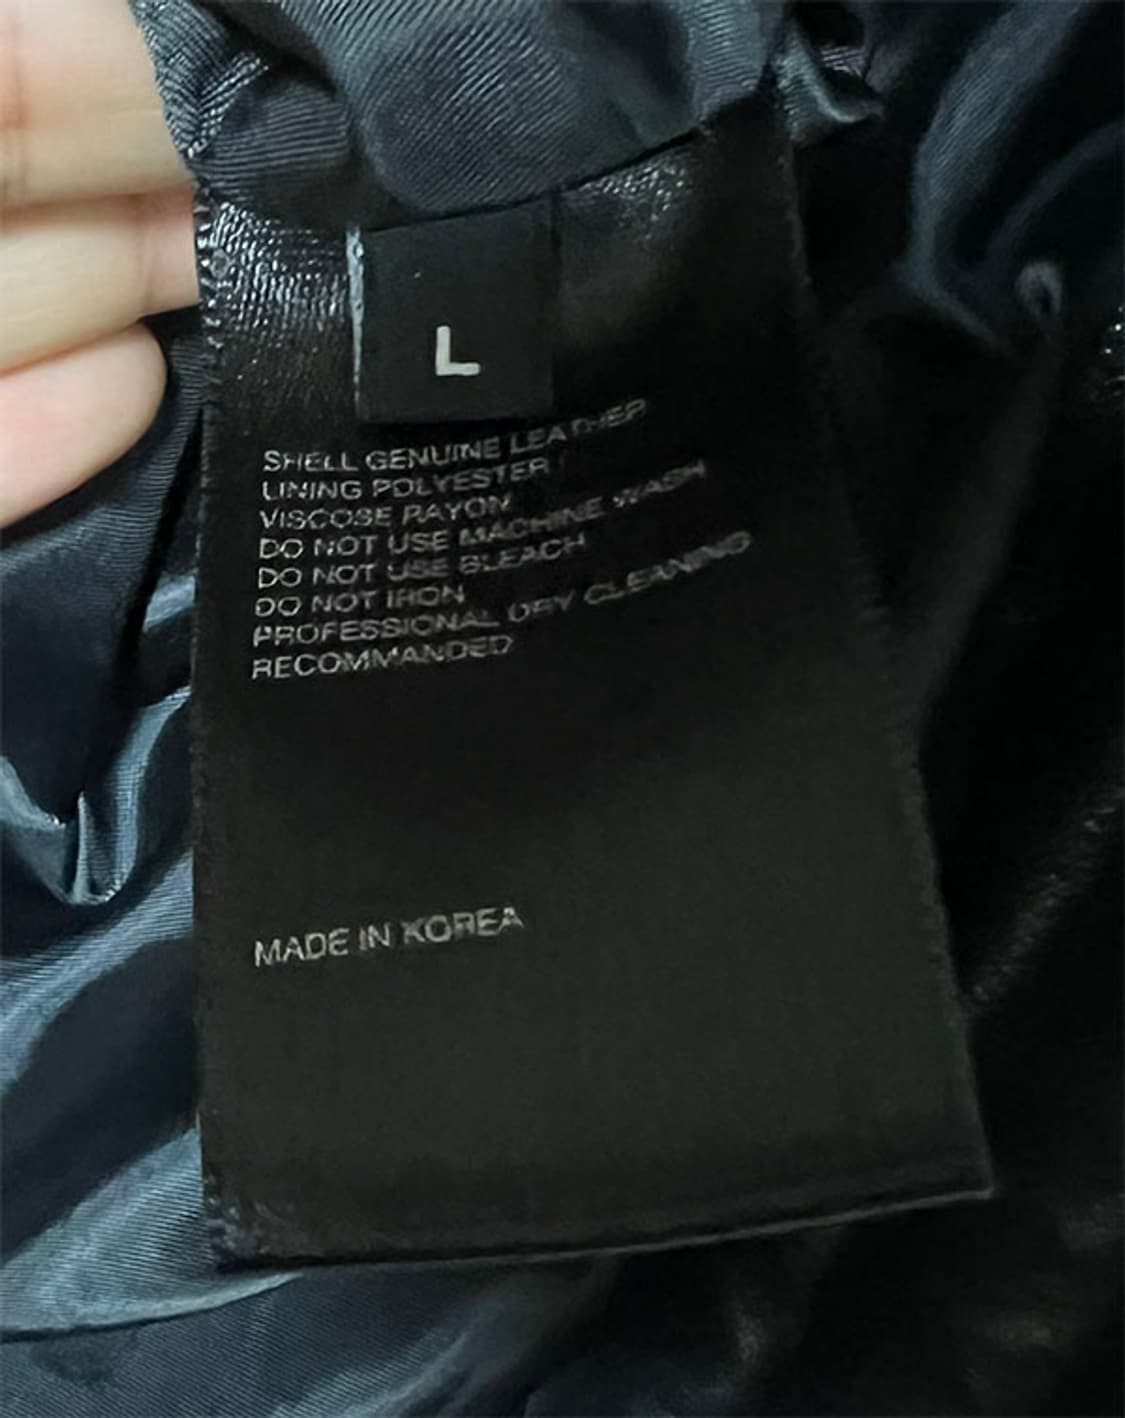 L
SHELL GENUINE LEATHER
LINING POLYESTER
VISCOSE RAYON
DO NOT USE MACHINE WASH
DO NOT USE BLEACH
DO NOT IRON
PROFESSIONAL DRY CLEANING
RECOMMANDED
MADE IN KOREA